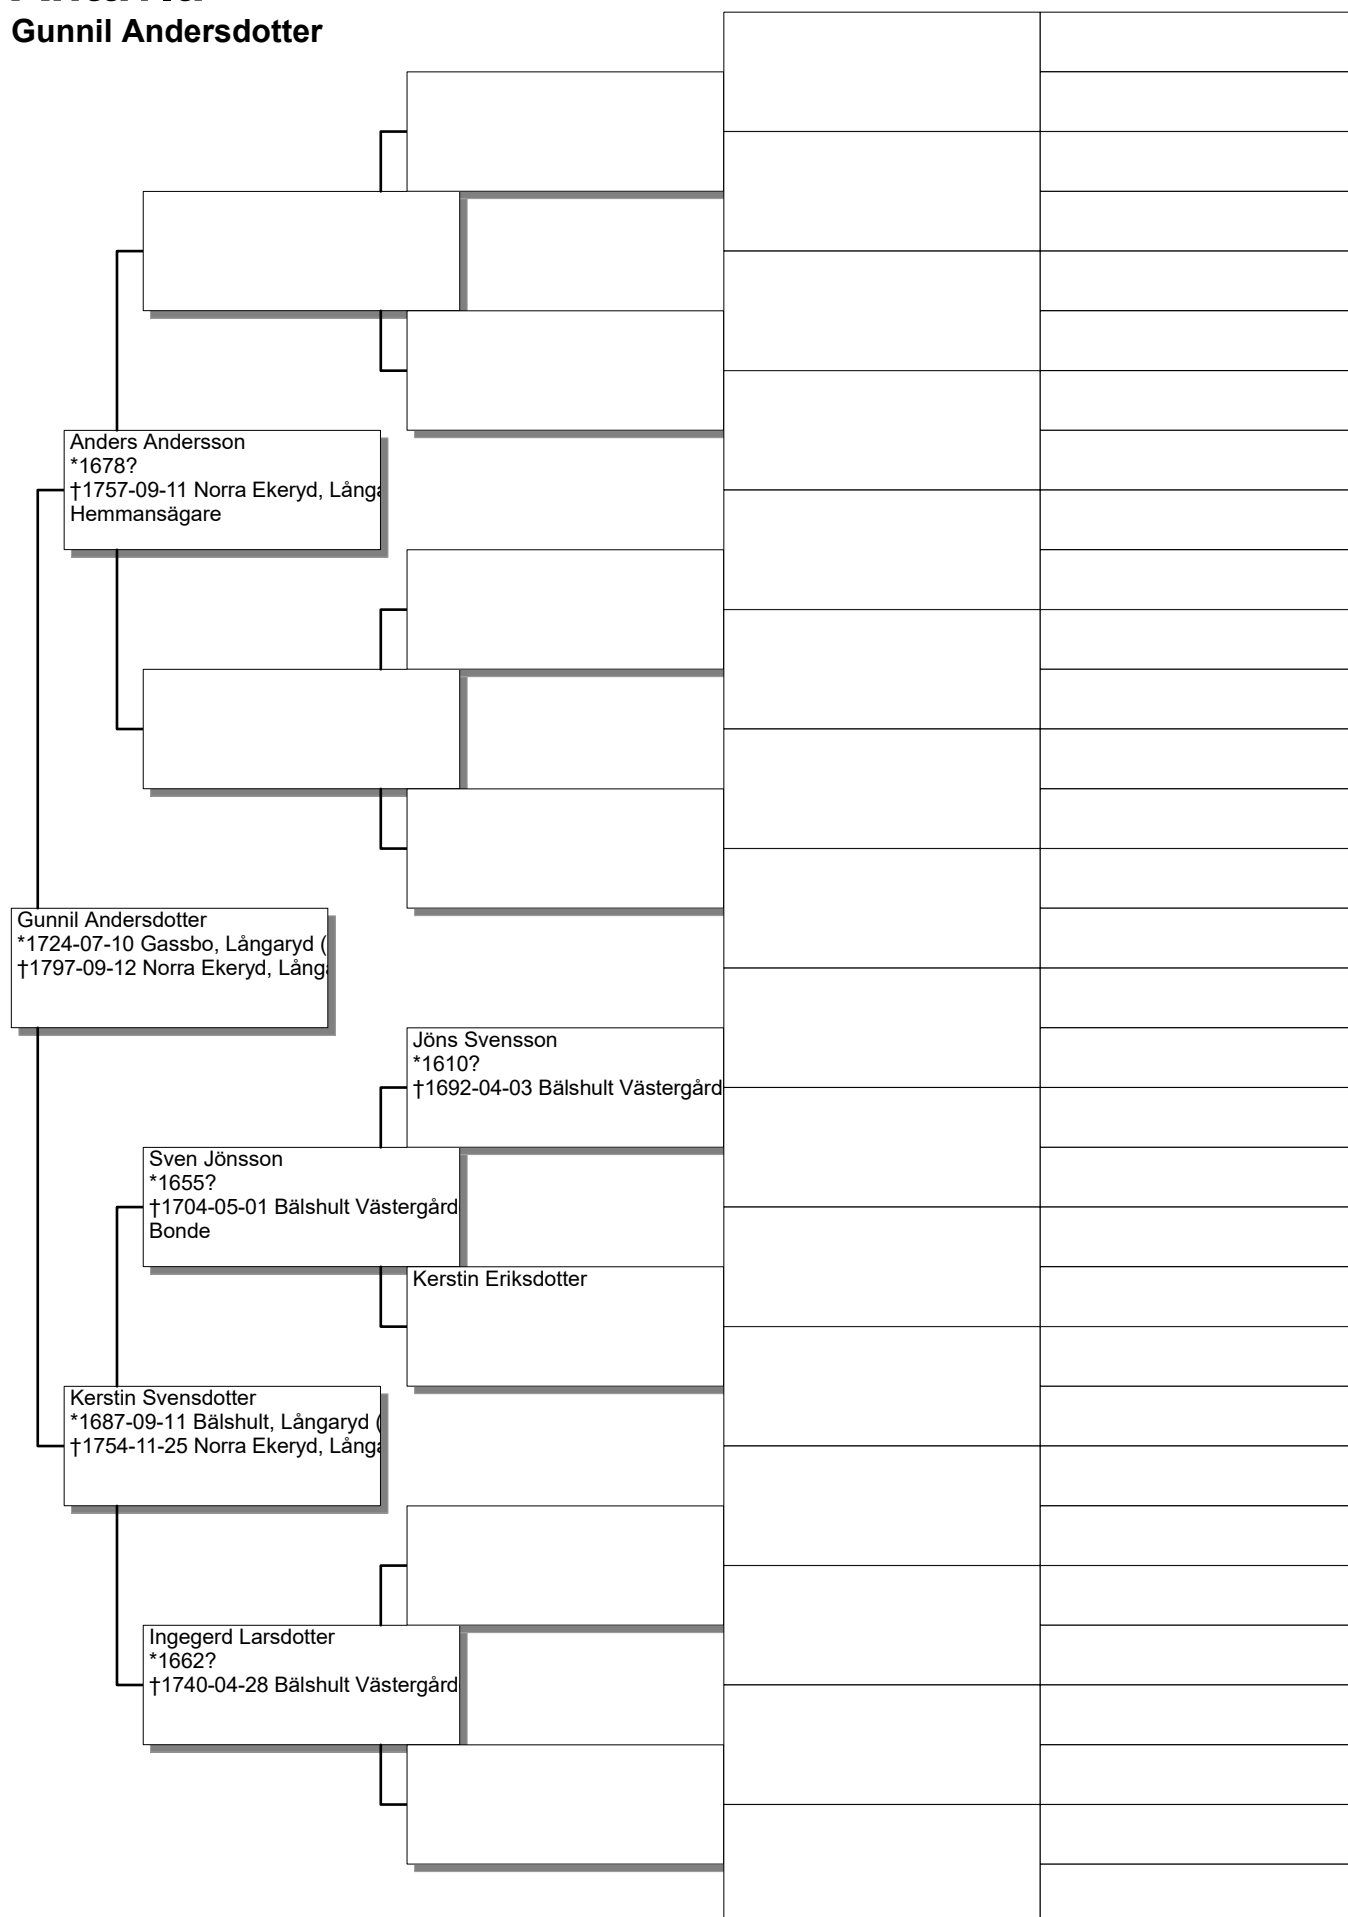 Gunnil Andersdotter
Anders Andersson
*1678?
†1757-09-11 Norra Ekeryd, Långa
Hemmansägare
Gunnil Andersdotter
*1724-07-10 Gassbo, Långaryd (
†1797-09-12 Norra Ekeryd, Långa
Jöns Svensson
*1610?
†1692-04-03 Bälshult Västergård
Sven Jönsson
*1655?
†1704-05-01 Bälshult Västergård
Bonde
Kerstin Eriksdotter
Kerstin Svensdotter
*1687-09-11 Bälshult, Långaryd (
†1754-11-25 Norra Ekeryd, Långa
Ingegerd Larsdotter
*1662?
†1740-04-28 Bälshult Västergård